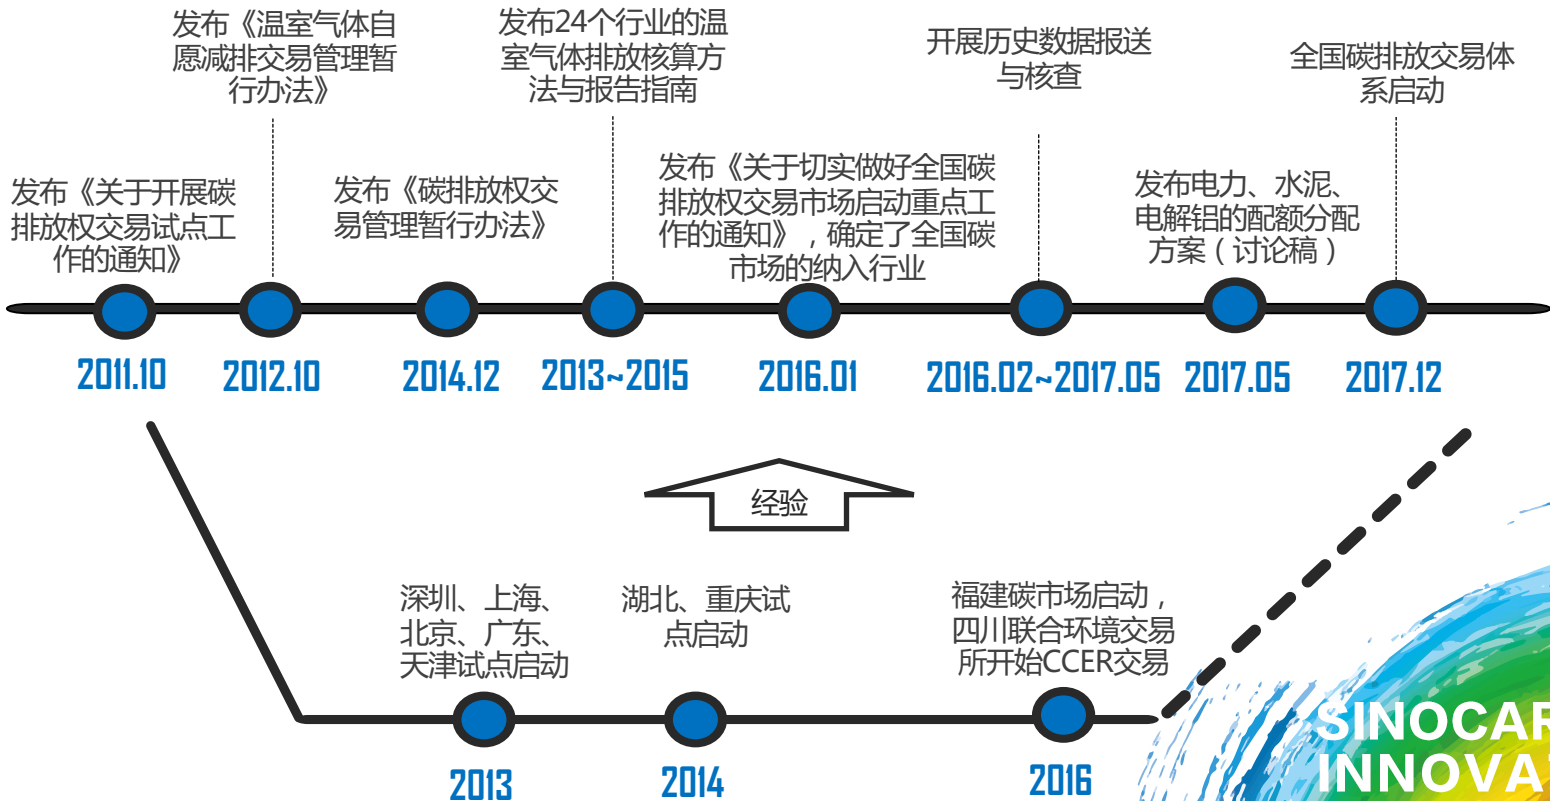 发布《温室气体自
愿减排交易管理暂
行办法》
发布24个行业的温
室气体排放核算方
法与报告指南
开展历史数据报送
与核查
全国碳排放交易体
系启动
发布《关于开展碳
排放权交易试点工
作的通知》
发布《碳排放权交
易管理暂行办法》
发布《关于切实做好全国碳
排放权交易市场启动重点工
作的通知》，确定了全国碳
市场的纳入行业
发布电力、水泥、
电解铝的配额分配
方案（讨论稿）
2011.10
2012.10
2014.12
2013~2015
2016.01
2016.02~2017.05
2017.05
2017.12
经验
深圳、上海、
北京、广东、
天津试点启动
湖北、重庆试
点启动
福建碳市场启动，
四川联合环境交易
所开始CCER交易
2013
2014
2016
SINOCAR
INNOVA